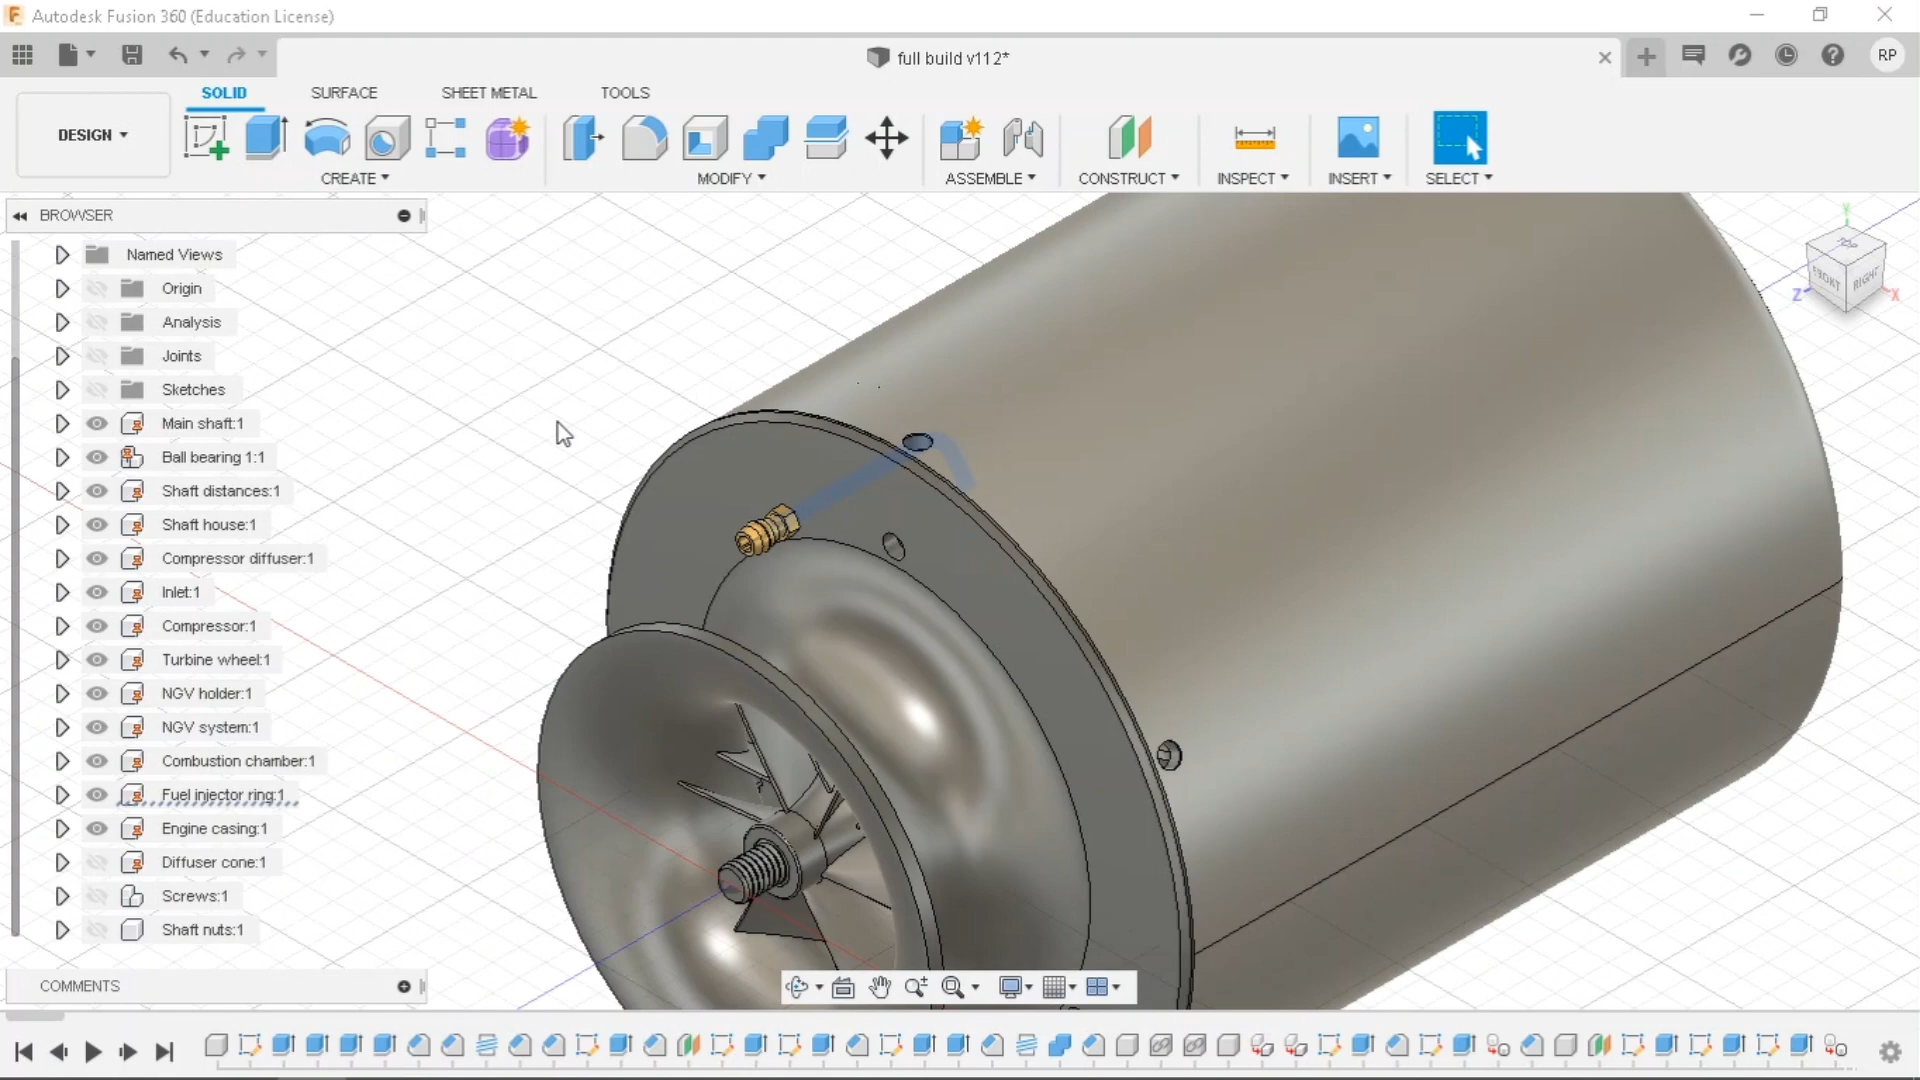 Autodesk Fusion 360 (Education License)
full build v112*
RP
DESIGN
SOLID
SURFACE
SHEET METAL
TOOLS
CREATE
MODIFY
ASSEMBLE
CONSTRUCT
INSPECT
INSERT
SELECT
BROWSER
Named Views
Origin
Analysis
Joints
Sketches
Main shaft:1
Ball bearing 1:1
Shaft distances:1
Shaft house:1
Compressor diffuser:1
Inlet:1
Compressor:1
Turbine wheel:1
NGV holder:1
NGV system:1
Combustion chamber:1
Fuel injector ring:1
Engine casing:1
Diffuser cone:1
Screws:1
Shaft nuts:1
COMMENTS
Y
TOP
FRONT
RIGHT
Z
X